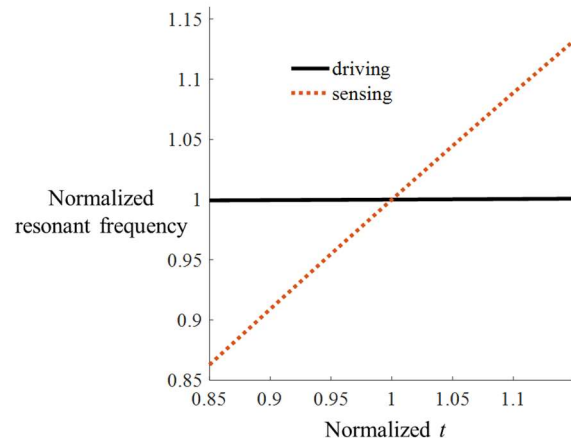 1.15
1.1
1.05
1
0.95
0.9
0.85
driving
sensing
Normalized
resonant frequency
0.85 0.9 0.95 1 1.05 1.1
Normalized t